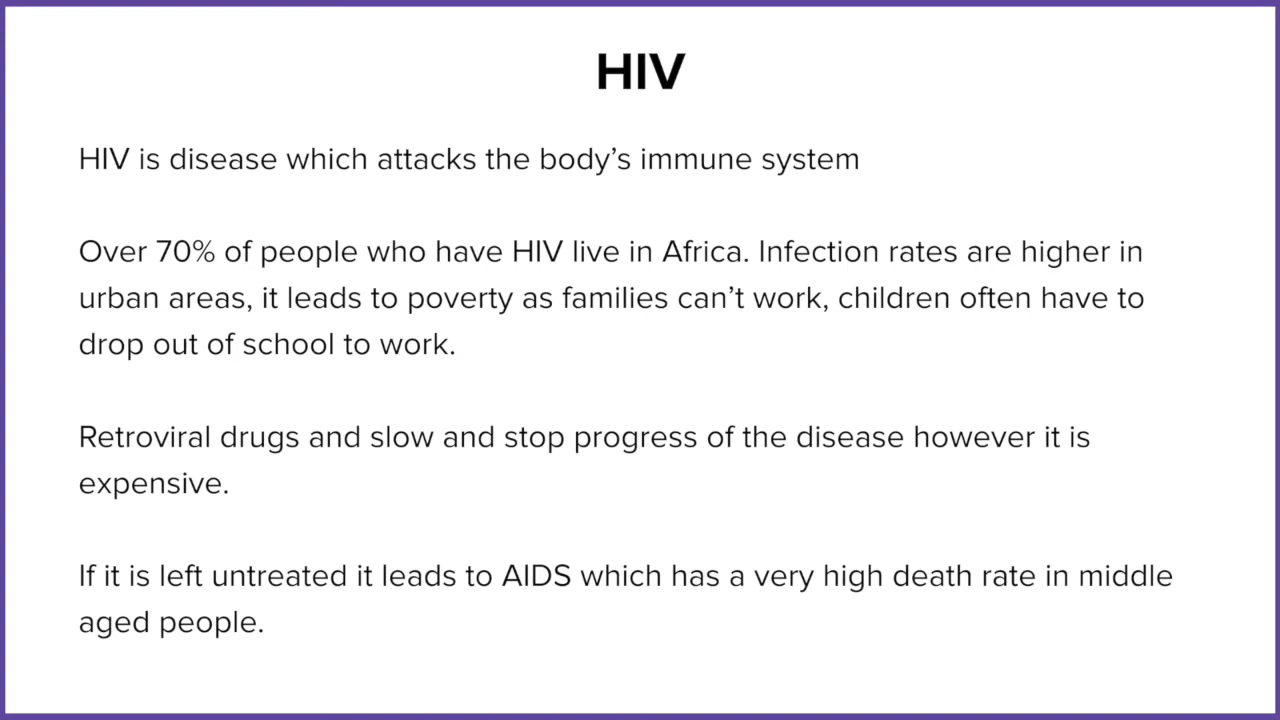 HIV
HIV is disease which attacks the body’s immune system
Over 70% of people who have HIV live in Africa. Infection rates are higher in
urban areas, it leads to poverty as families can’t work, children often have to
drop out of school to work.
Retroviral drugs and slow and stop progress of the disease however it is
expensive.
If it is left untreated it leads to AIDS which has a very high death rate in middle
aged people.